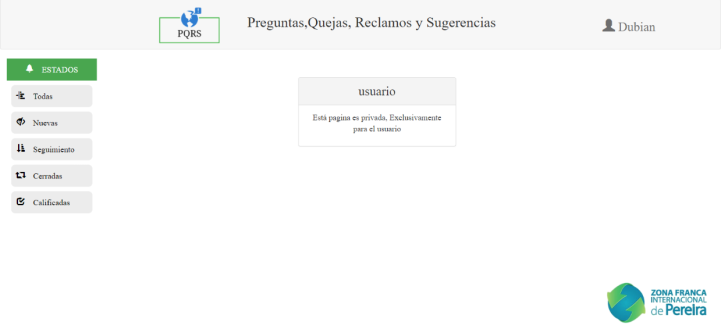 PQRS
Preguntas,Quejas, Reclamos y Sugerencias
Dubian
ESTADOS
Todas
Nuevas
Seguimiento
Cerradas
Calificadas
usuario
Está pagina es privada, Exclusivamente
para el usuario
ZONA FRANCA
INTERNACIONAL
de Pereira